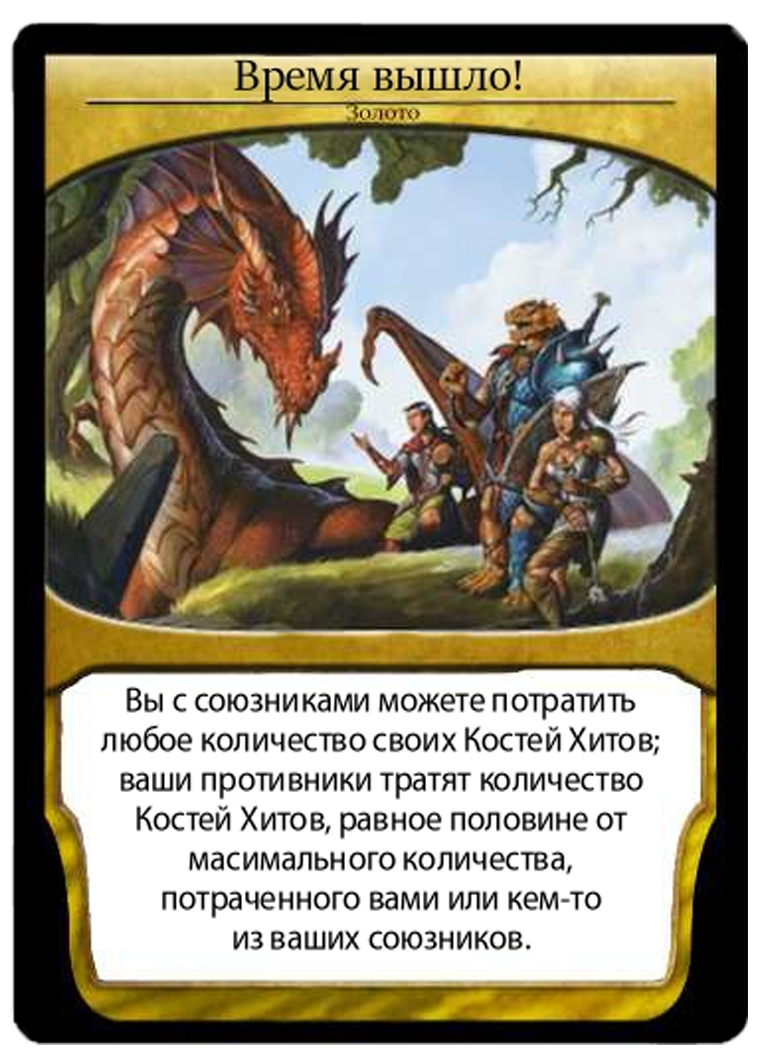 Время вышло!
Золото
Вы с союзниками можете потратить
любое количество своих Костей Хитов;
ваши противники тратят количество
Костей Хитов, равное половине от
масимального количества,
потраченного вами или кем-то
из ваших союзников.